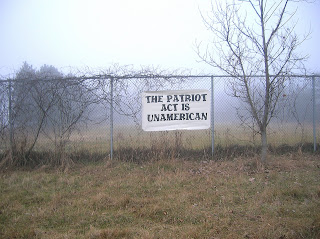 THE PATRIOT
ACT IS
UNAMERICAN